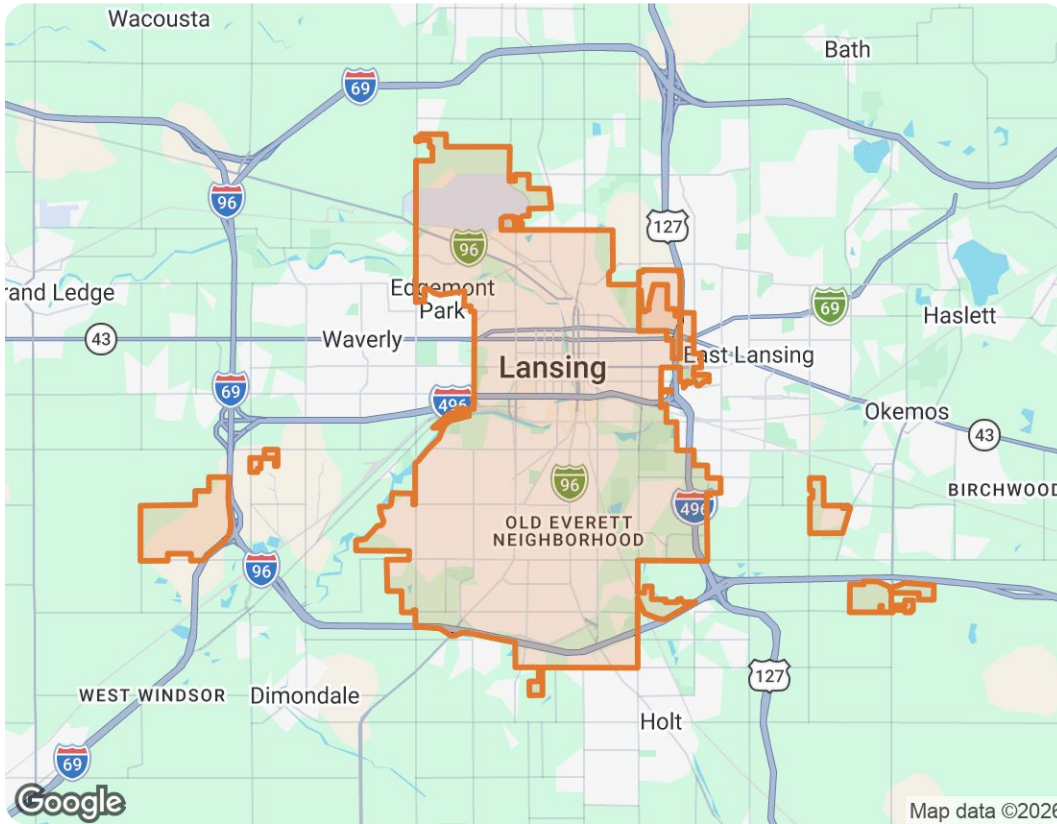 Wacousta
Bath
69
96
127
96
rand Ledge
Edgemont
Park
69
Haslett
43
Waverly
East Lansing
Lansing
69
496
Okemos
43
96
BIRCHWOOD
496
OLD EVERETT
NEIGHBORHOOD
96
127
WEST WINDSOR
Dimondale
Holt
69
Google
Map data ©2026